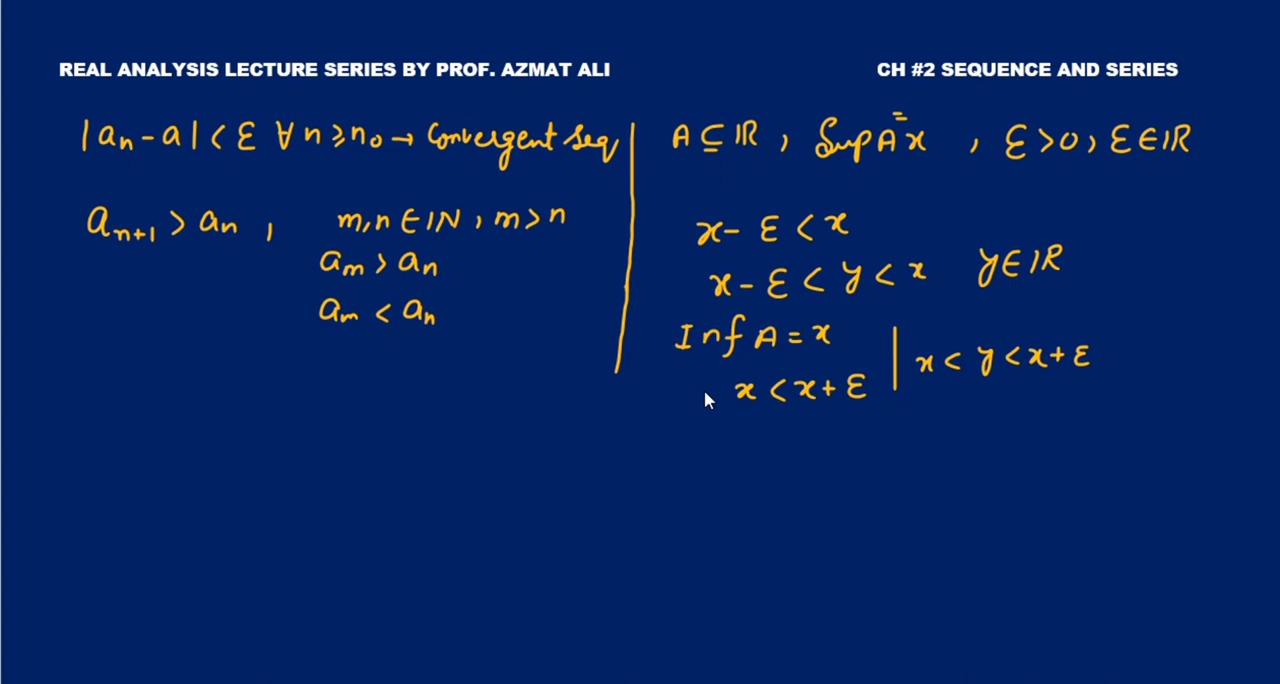 REAL ANALYSIS LECTURE SERIES BY PROF. AZMAT ALI
CH #2 SEQUENCE AND SERIES
|aₙ - a| < ε ∀ n ≥ n₀ → Convergent Seq
aₙ₊₁ > aₙ , m,n ∈ ℕ , m > n
aₘ > aₙ
aₘ < aₙ
A ⊆ ℝ , Sup A = x , ε > 0 , ε ∈ ℝ
x - ε < x
x - ε < y < x y ∈ ℝ
Inf A = x
x < x + ε | x < y < x + ε